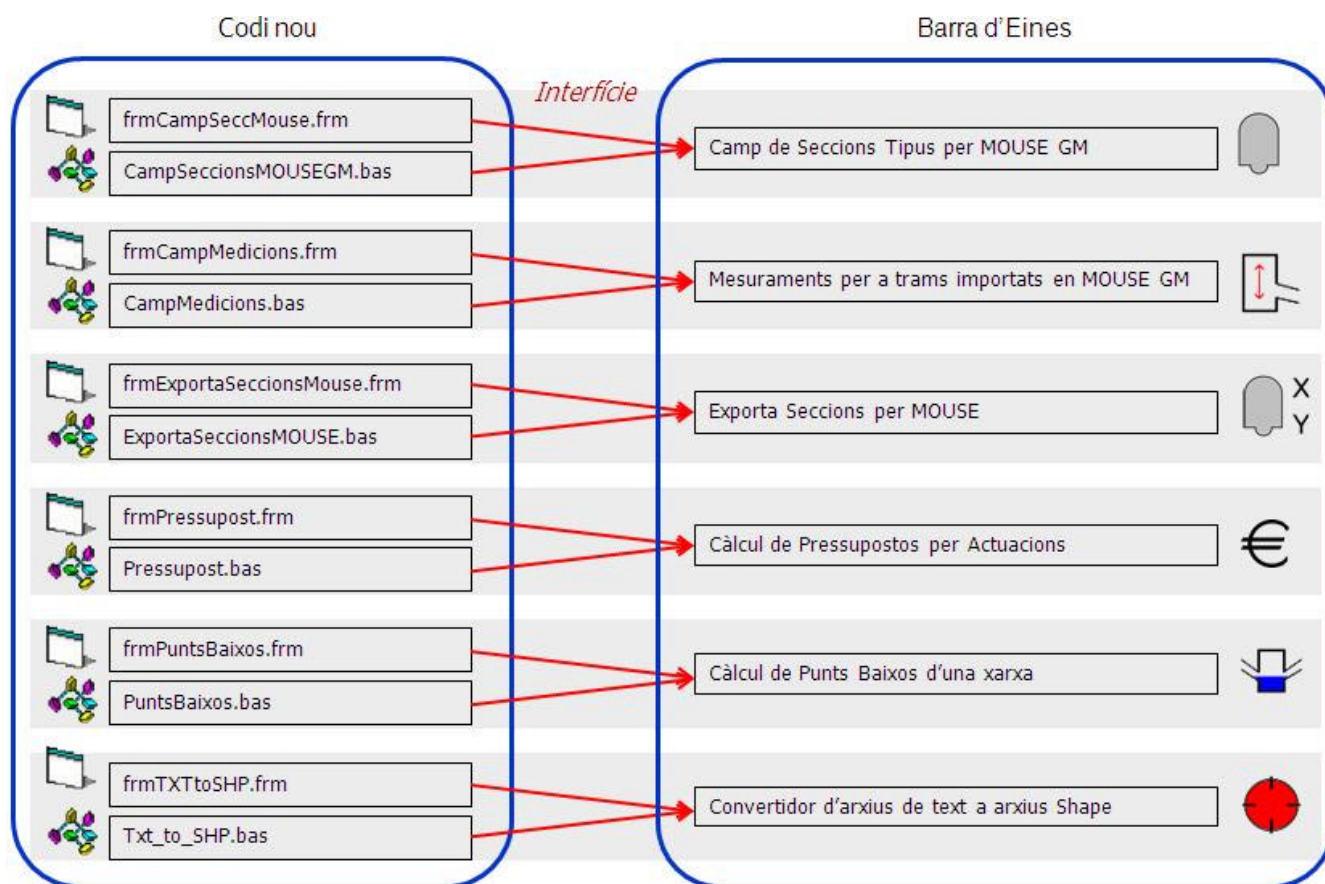 Codi nou
Barra d'Eines
Interfície
frmCampSeccMouse.frm
CampSeccionsMOUSEGM.bas
Camp de Seccions Tipus per MOUSE GM
frmCampMedicions.frm
CampMedicions.bas
Mesuraments per a trams importats en MOUSE GM
frmExportaSeccionsMouse.frm
ExportaSeccionsMOUSE.bas
Exporta Seccions per MOUSE
X
Y
frmPressupost.frm
Pressupost.bas
Càlcul de Pressupostos per Actuacions
€
frmPuntsBaixos.frm
PuntsBaixos.bas
Càlcul de Punts Baixos d'una xarxa
frmTXTtoSHP.frm
Txt_to_SHP.bas
Convertidor d'arxius de text a arxius Shape